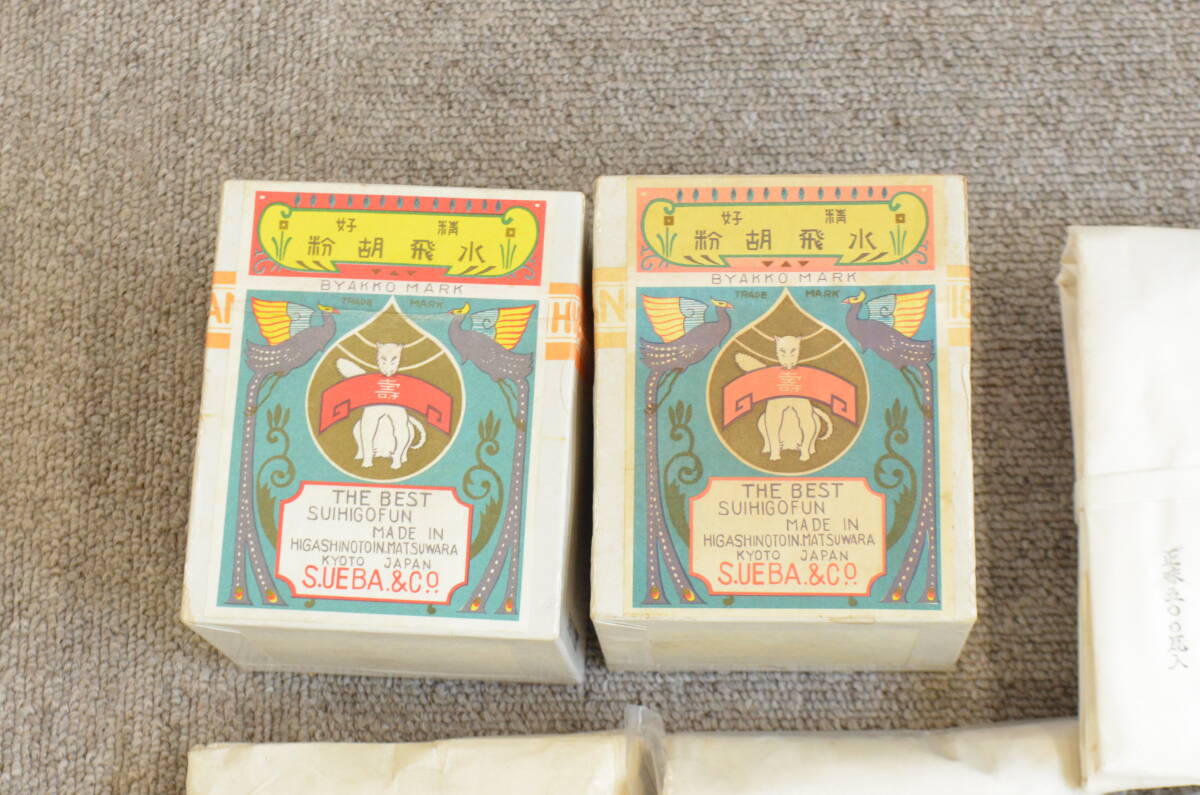 精 好
水飛胡粉
BYAKKO MARK
TRADE MARK
壽
THE BEST
SUIHIGOFUN
MADE IN
HIGASHINOTOIN.MATSUWARA
KYOTO JAPAN
S.UEBA.&Co.
精 好
水飛胡粉
BYAKKO MARK
TRADE MARK
壽
THE BEST
SUIHIGOFUN
MADE IN
HIGASHINOTOIN.MATSUWARA
KYOTO JAPAN
S.UEBA.&Co.